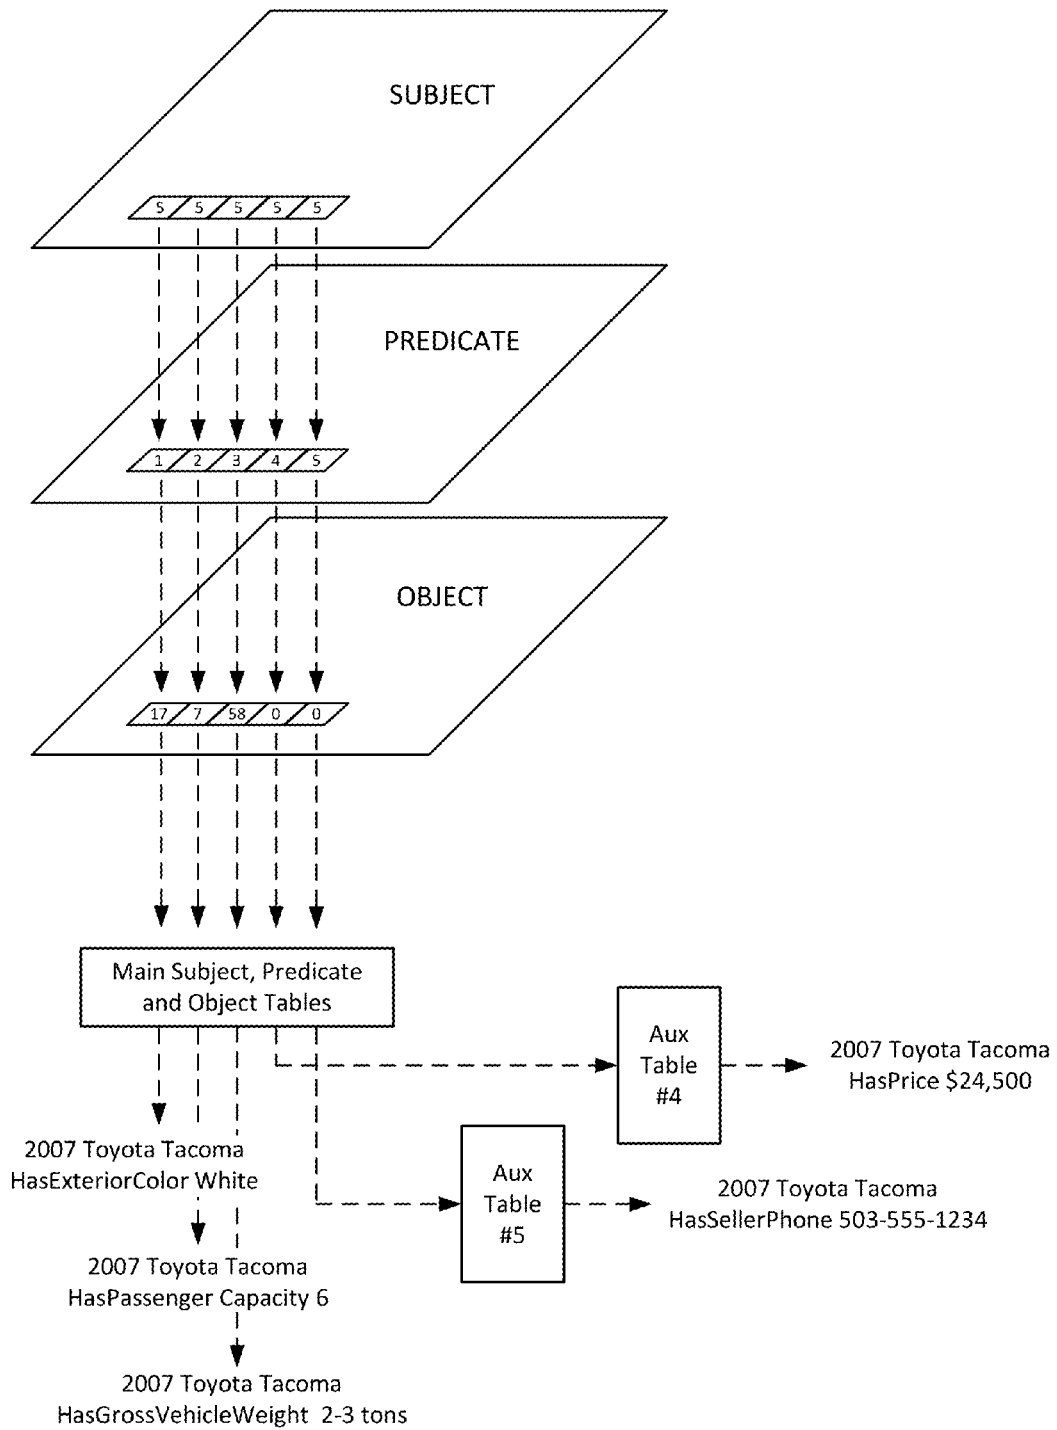 SUBJECT
5 5 5 5 5
PREDICATE
1 2 3 4 5
OBJECT
17 7 58 0 0
Main Subject, Predicate
and Object Tables
Aux
Table
#4
2007 Toyota Tacoma
HasPrice $24,500
2007 Toyota Tacoma
HasExteriorColor White
Aux
Table
#5
2007 Toyota Tacoma
HasSellerPhone 503-555-1234
2007 Toyota Tacoma
HasPassenger Capacity 6
2007 Toyota Tacoma
HasGrossVehicleWeight 2-3 tons